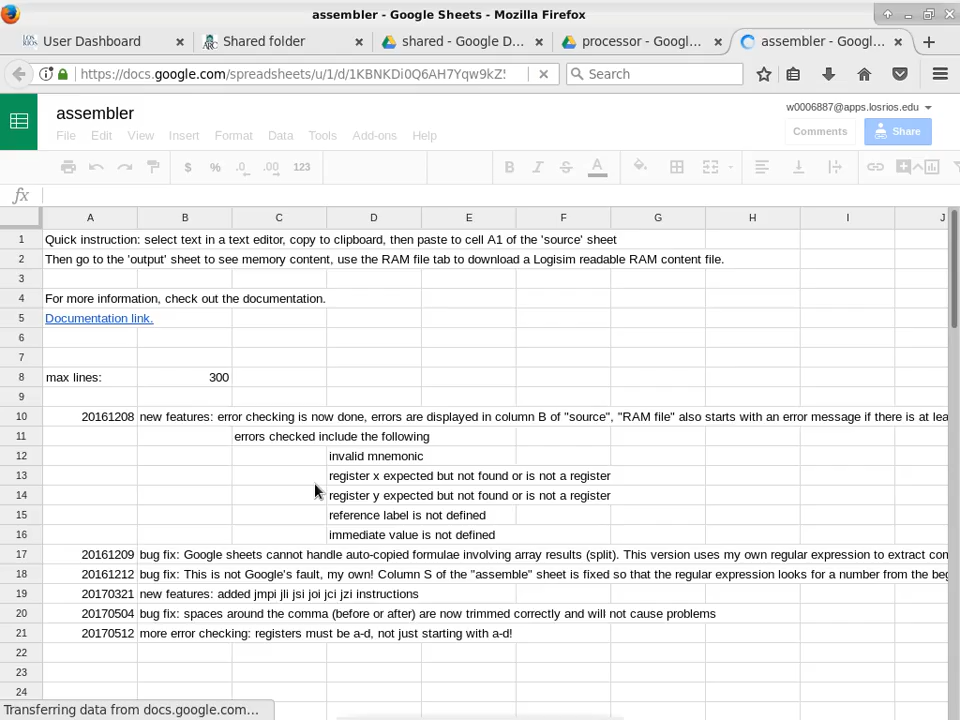 assembler - Google Sheets - Mozilla Firefox
User Dashboard
Shared folder
shared - Google D...
processor - Googl...
assembler - Googl...
https://docs.google.com/spreadsheets/u/1/d/1KBNKDi0Q6AH7Yqw9kZ
Search
assembler
w0006887@apps.losrios.edu
File Edit View Insert Format Data Tools Add-ons Help
Comments
Share
$ % .0 .00 123 B I S A
fx
A B C D E F G H I J
1 Quick instruction: select text in a text editor, copy to clipboard, then paste to cell A1 of the 'source' sheet
2 Then go to the 'output' sheet to see memory content, use the RAM file tab to download a Logisim readable RAM content file.
3
4 For more information, check out the documentation.
5 Documentation link.
6
7
8 max lines: 300
9
10 20161208 new features: error checking is now done, errors are displayed in column B of "source", "RAM file" also starts with an error message if there is at lea
11 errors checked include the following
12 invalid mnemonic
13 register x expected but not found or is not a register
14 register y expected but not found or is not a register
15 reference label is not defined
16 immediate value is not defined
17 20161209 bug fix: Google sheets cannot handle auto-copied formulae involving array results (split). This version uses my own regular expression to extract com
18 20161212 bug fix: This is not Google's fault, my own! Column S of the "assemble" sheet is fixed so that the regular expression looks for a number from the beg
19 20170321 new features: added jmpi jli jsi joi jci jzi instructions
20 20170504 bug fix: spaces around the comma (before or after) are now trimmed correctly and will not cause problems
21 20170512 more error checking: registers must be a-d, not just starting with a-d!
22
23
24
Transferring data from docs.google.com...